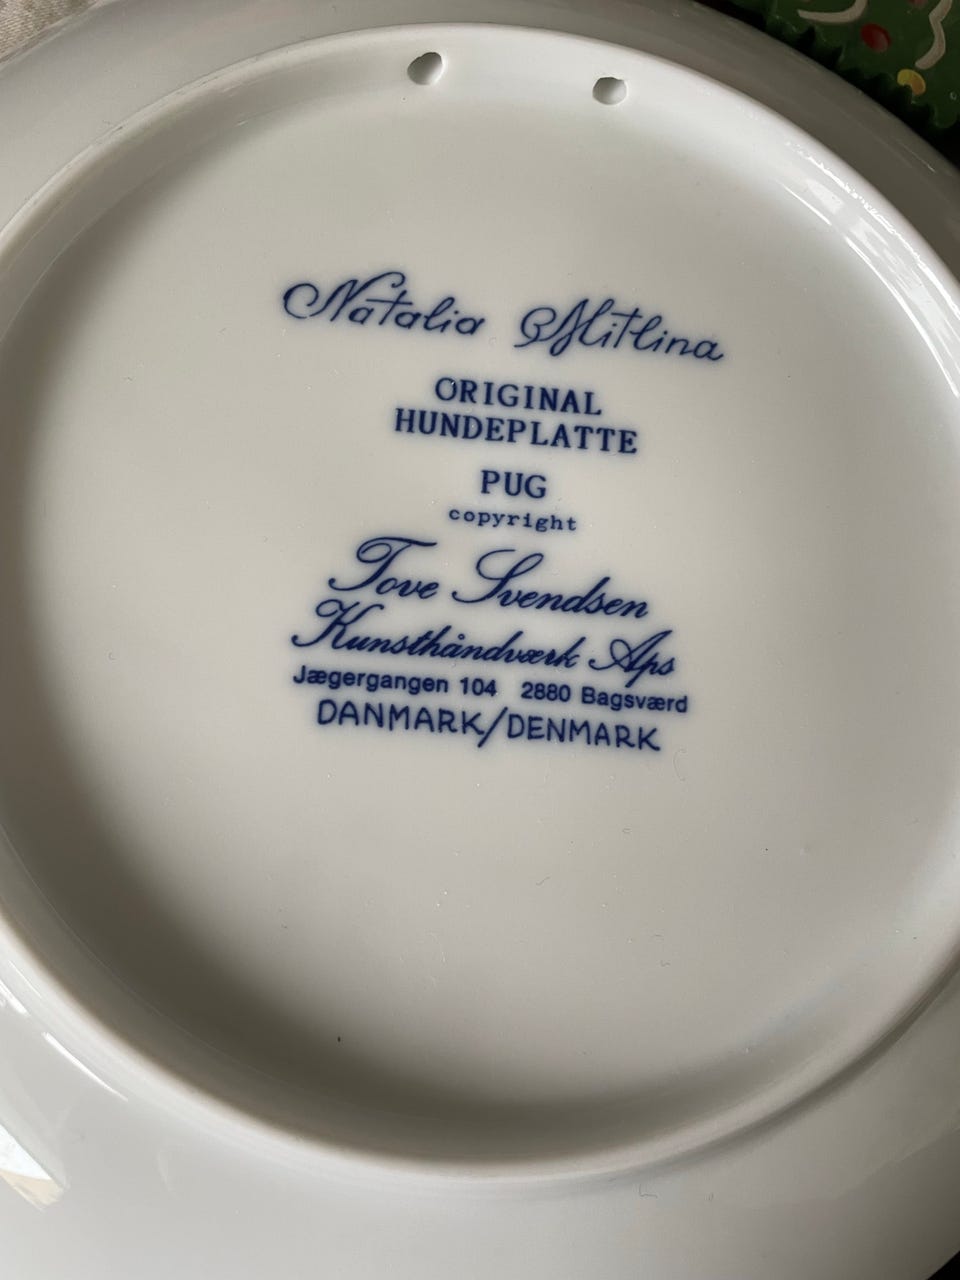 Natalia Mitlina
ORIGINAL
HUNDEPLATTE
PUG
copyright
Tove Svendsen
Kunsthåndværk Aps
Jægergangen 104 2880 Bagsværd
DANMARK/DENMARK